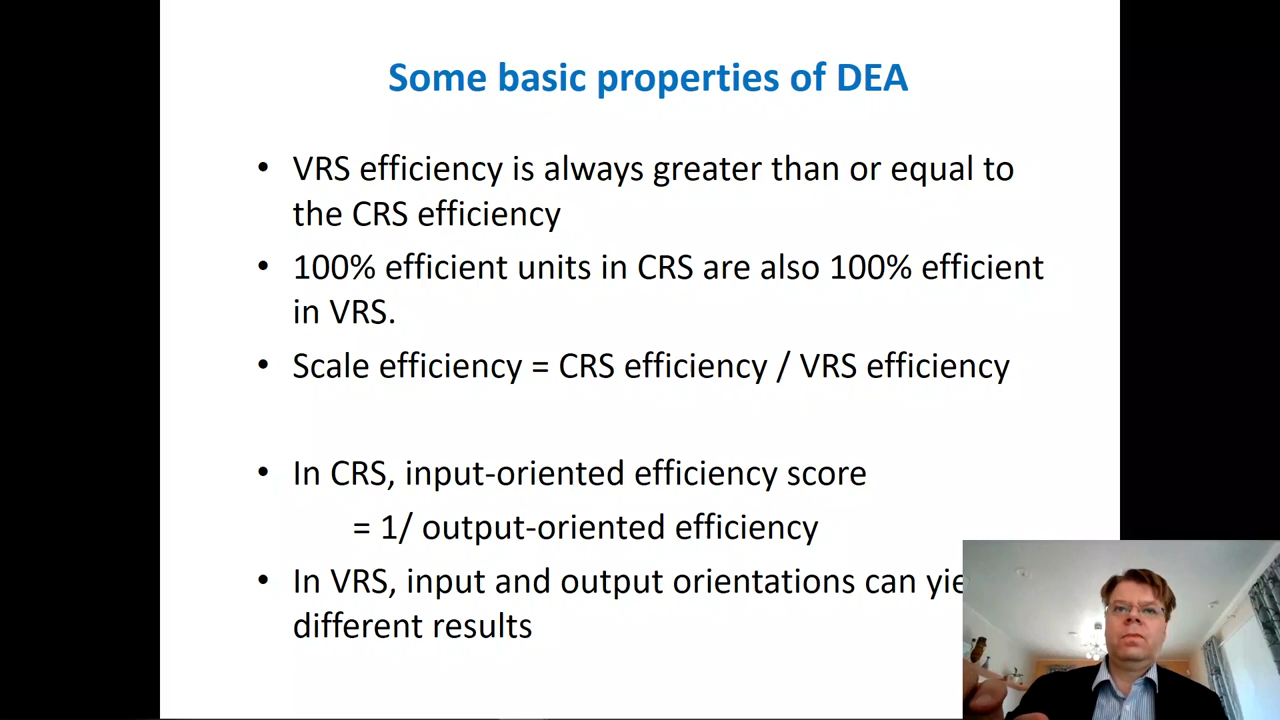 Some basic properties of DEA
• VRS efficiency is always greater than or equal to
the CRS efficiency
• 100% efficient units in CRS are also 100% efficient
in VRS.
• Scale efficiency = CRS efficiency / VRS efficiency
• In CRS, input-oriented efficiency score
= 1/ output-oriented efficiency
• In VRS, input and output orientations can
different results